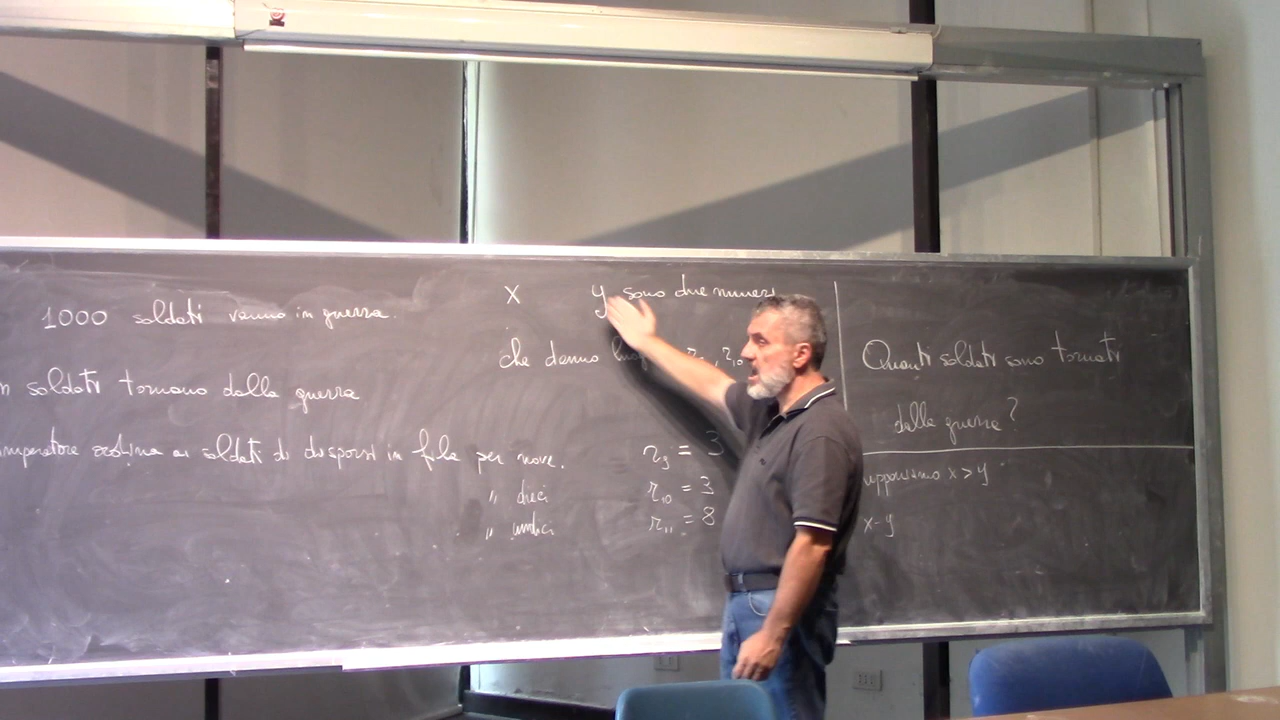 1000 soldati vanno in guerra.
n soldati tornano dalla guerra
imperatore ordina ai soldati di disporsi in fila per nove.
" dieci
" undici
x y sono due numeri
che danno r₁₀
r₉ = 3
r₁₀ = 3
r₁₁ = 8
Quanti soldati sono tornati
dalla guerra?
upponiamo x > y
x - y